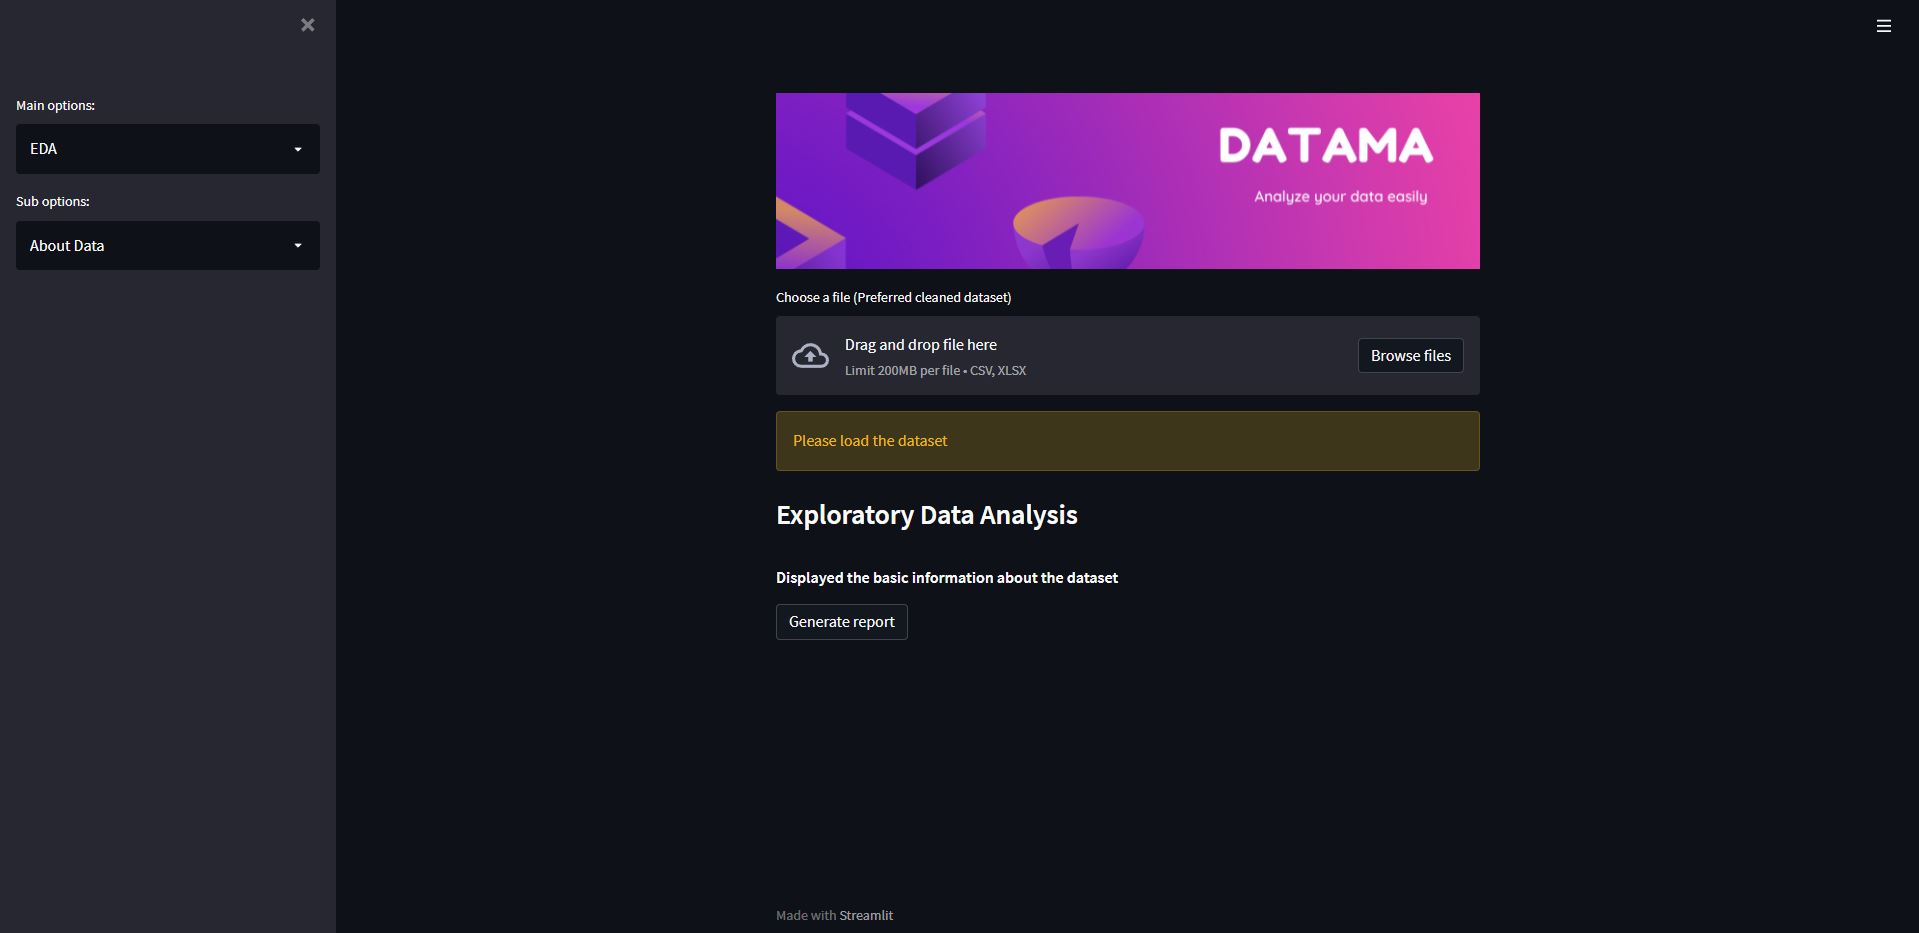 Main options:
EDA
Sub options:
About Data
DATAMA
Analyze your data easily
Choose a file (Preferred cleaned dataset)
Drag and drop file here
Limit 200MB per file • CSV, XLSX
Browse files
Please load the dataset
Exploratory Data Analysis
Displayed the basic information about the dataset
Generate report
Made with Streamlit